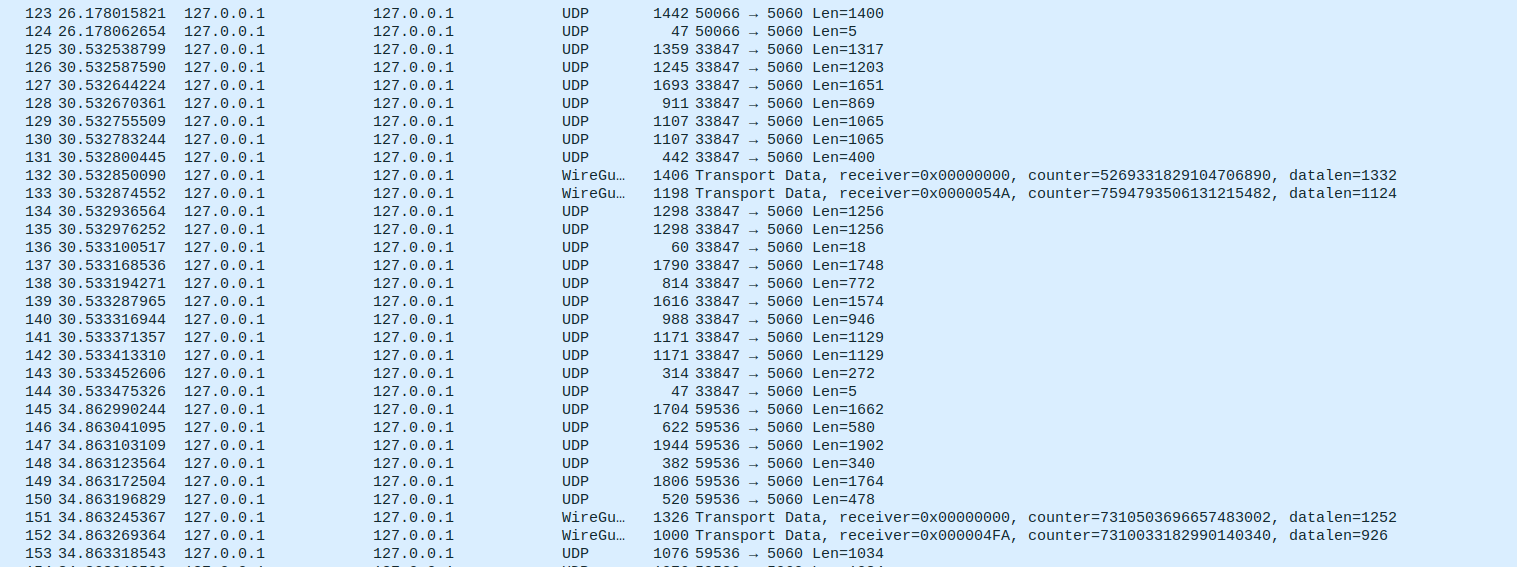 123 26.178015821 127.0.0.1 127.0.0.1 UDP 1442 50066 → 5060 Len=1400
124 26.178062654 127.0.0.1 127.0.0.1 UDP 47 50066 → 5060 Len=5
125 30.532538799 127.0.0.1 127.0.0.1 UDP 1359 33847 → 5060 Len=1317
126 30.532587590 127.0.0.1 127.0.0.1 UDP 1245 33847 → 5060 Len=1203
127 30.532644224 127.0.0.1 127.0.0.1 UDP 1693 33847 → 5060 Len=1651
128 30.532670361 127.0.0.1 127.0.0.1 UDP 911 33847 → 5060 Len=869
129 30.532755509 127.0.0.1 127.0.0.1 UDP 1107 33847 → 5060 Len=1065
130 30.532783244 127.0.0.1 127.0.0.1 UDP 1107 33847 → 5060 Len=1065
131 30.532800445 127.0.0.1 127.0.0.1 UDP 442 33847 → 5060 Len=400
132 30.532850090 127.0.0.1 127.0.0.1 WireGu… 1406 Transport Data, receiver=0x00000000, counter=5269331829104706890, datalen=1332
133 30.532874552 127.0.0.1 127.0.0.1 WireGu… 1198 Transport Data, receiver=0x0000054A, counter=7594793506131215482, datalen=1124
134 30.532936564 127.0.0.1 127.0.0.1 UDP 1298 33847 → 5060 Len=1256
135 30.532976252 127.0.0.1 127.0.0.1 UDP 1298 33847 → 5060 Len=1256
136 30.533100517 127.0.0.1 127.0.0.1 UDP 60 33847 → 5060 Len=18
137 30.533168536 127.0.0.1 127.0.0.1 UDP 1790 33847 → 5060 Len=1748
138 30.533194271 127.0.0.1 127.0.0.1 UDP 814 33847 → 5060 Len=772
139 30.533287965 127.0.0.1 127.0.0.1 UDP 1616 33847 → 5060 Len=1574
140 30.533316944 127.0.0.1 127.0.0.1 UDP 988 33847 → 5060 Len=946
141 30.533371357 127.0.0.1 127.0.0.1 UDP 1171 33847 → 5060 Len=1129
142 30.533413310 127.0.0.1 127.0.0.1 UDP 1171 33847 → 5060 Len=1129
143 30.533452606 127.0.0.1 127.0.0.1 UDP 314 33847 → 5060 Len=272
144 30.533475326 127.0.0.1 127.0.0.1 UDP 47 33847 → 5060 Len=5
145 34.862990244 127.0.0.1 127.0.0.1 UDP 1704 59536 → 5060 Len=1662
146 34.863041095 127.0.0.1 127.0.0.1 UDP 622 59536 → 5060 Len=580
147 34.863103109 127.0.0.1 127.0.0.1 UDP 1944 59536 → 5060 Len=1902
148 34.863123564 127.0.0.1 127.0.0.1 UDP 382 59536 → 5060 Len=340
149 34.863172504 127.0.0.1 127.0.0.1 UDP 1806 59536 → 5060 Len=1764
150 34.863196829 127.0.0.1 127.0.0.1 UDP 520 59536 → 5060 Len=478
151 34.863245367 127.0.0.1 127.0.0.1 WireGu… 1326 Transport Data, receiver=0x00000000, counter=7310503696657483002, datalen=1252
152 34.863269364 127.0.0.1 127.0.0.1 WireGu… 1000 Transport Data, receiver=0x000004FA, counter=7310033182990140340, datalen=926
153 34.863318543 127.0.0.1 127.0.0.1 UDP 1076 59536 → 5060 Len=1034